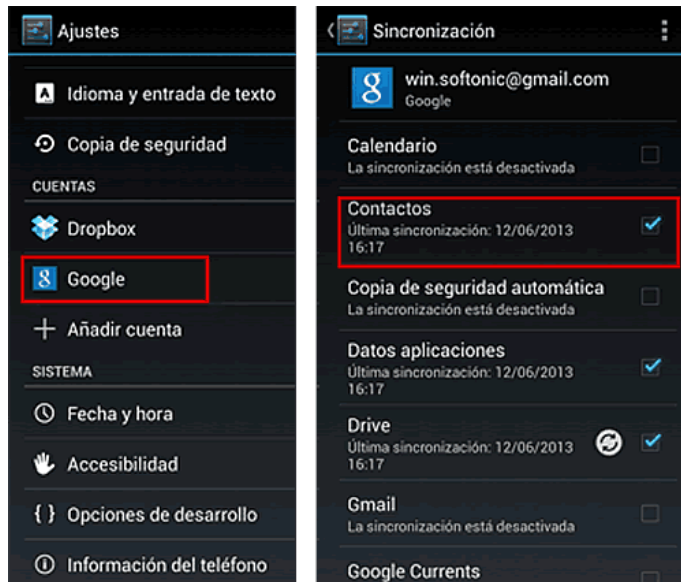 Ajustes
Idioma y entrada de texto
Copia de seguridad
CUENTAS
Dropbox
Google
Añadir cuenta
SISTEMA
Fecha y hora
Accesibilidad
{ } Opciones de desarrollo
Información del teléfono
Sincronización
win.softonic@gmail.com
Google
Calendario
La sincronización está desactivada
Contactos
Última sincronización: 12/06/2013
16:17
Copia de seguridad automática
La sincronización está desactivada
Datos aplicaciones
Última sincronización: 12/06/2013
16:17
Drive
Última sincronización: 12/06/2013
16:17
Gmail
La sincronización está desactivada
Google Currents